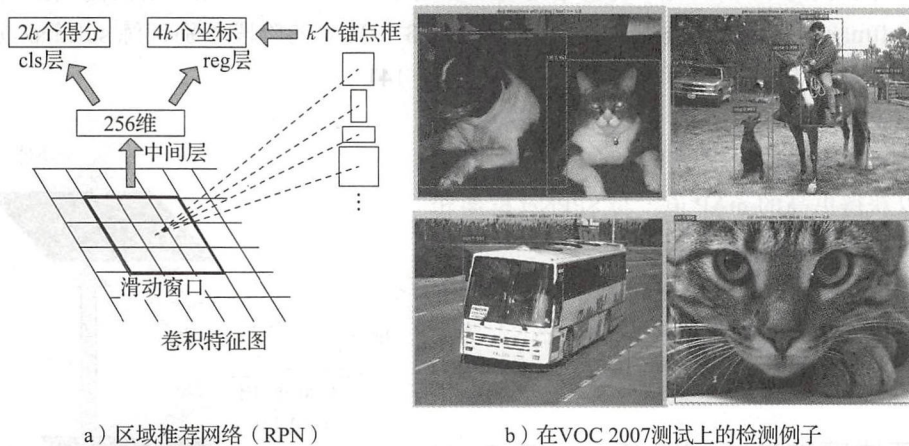 2k个得分
4k个坐标
k个锚点框
cls层
reg层
256维
中间层
滑动窗口
卷积特征图
a）区域推荐网络（RPN）
b）在VOC 2007测试上的检测例子